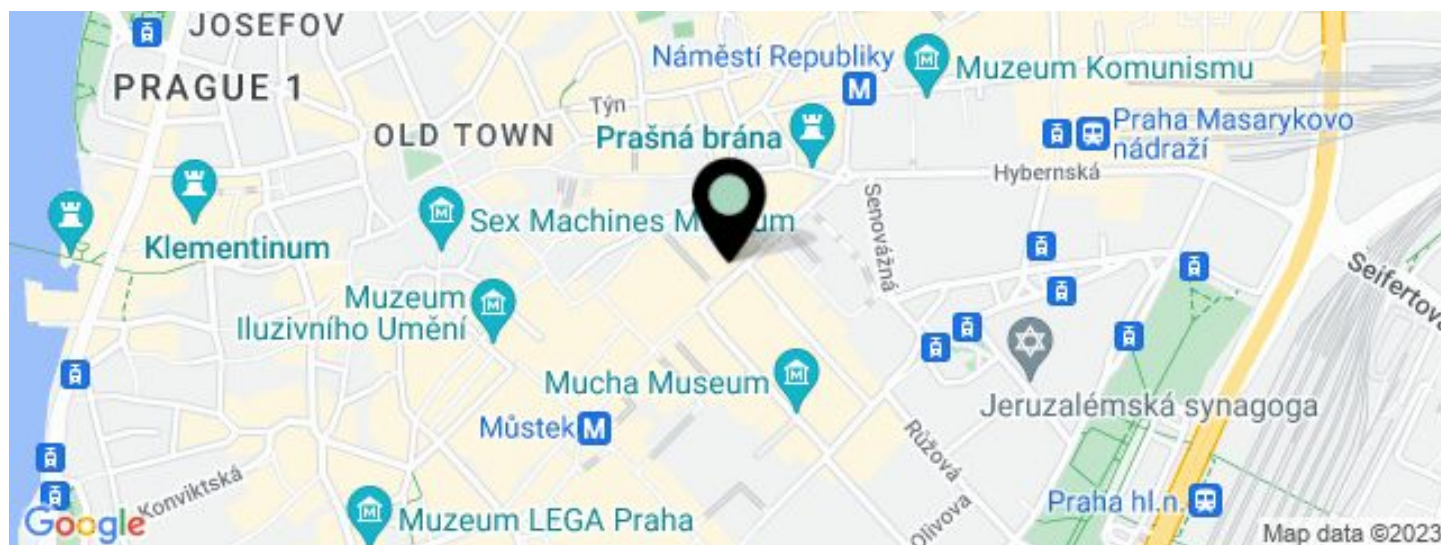 JOSEFOV
PRAGUE 1
Náměstí Republiky
M
Muzeum Komunismu
Týn
OLD TOWN
Prašná brána
Praha Masarykovo
nádraží
Hybernská
Senovážná
Sex Machines M um
Klementinum
Muzeum
Iluzivního Umění
Seifertova
Mucha Museum
Jeruzalémská synagoga
Můstek M
Růžová
Konviktská
Praha hl.n.
Olivova
Muzeum LEGA Praha
Google
Map data ©2023